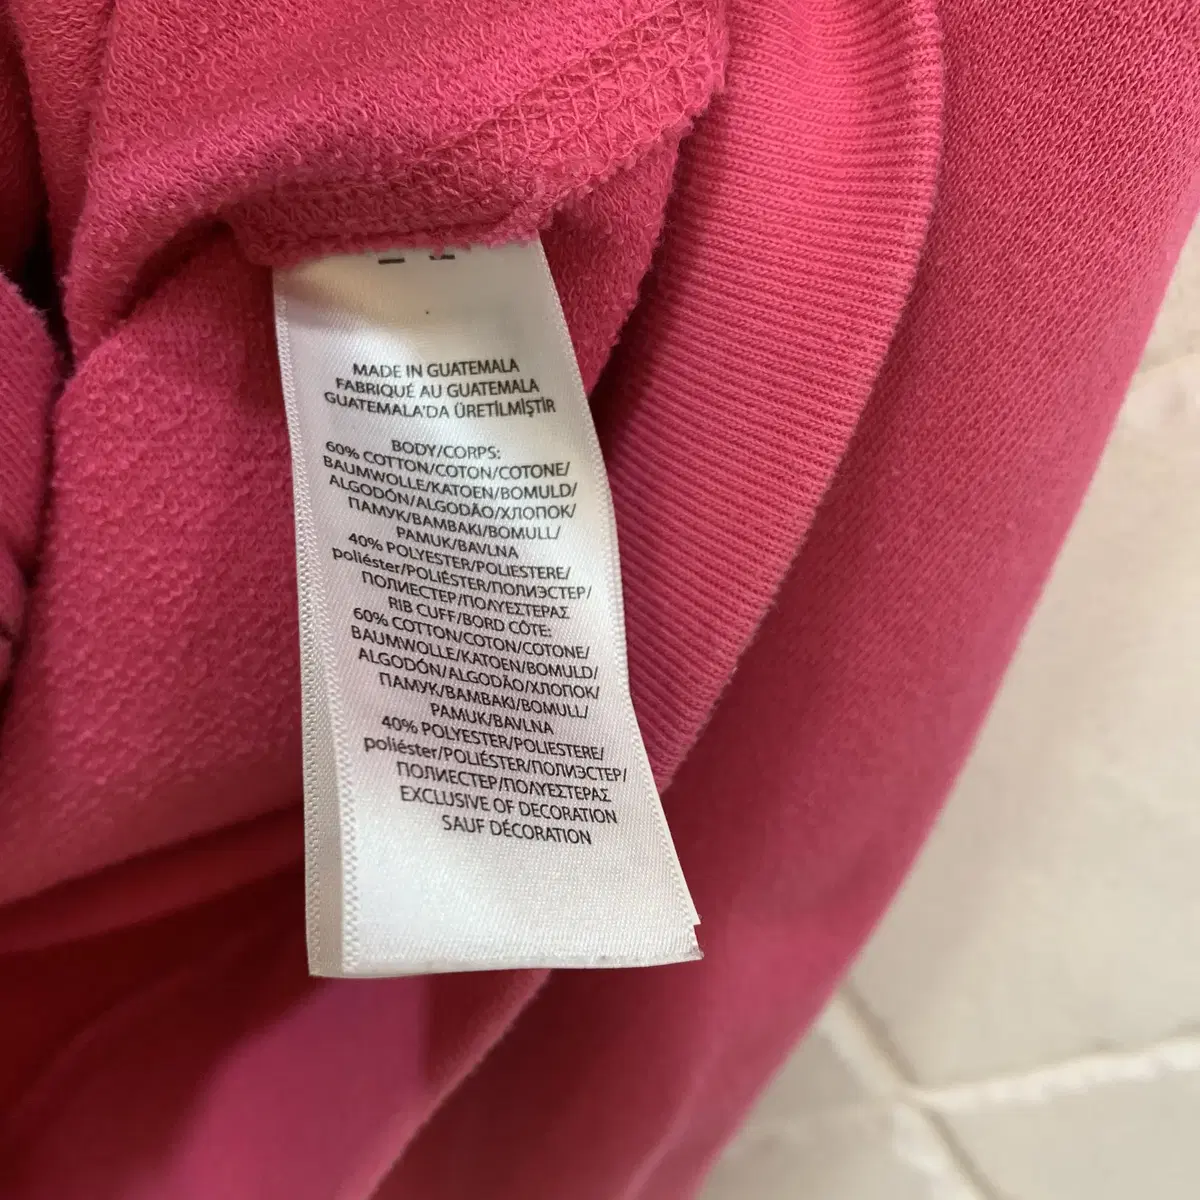 MADE IN GUATEMALA
FABRIQUÉ AU GUATEMALA
GUATEMALA'DA ÜRETİLMİŞTİR
BODY/CORPS:
60% COTTON/COTON/COTONE/
BAUMWOLLE/KATOEN/BOMULD/
ALGODÓN/ALGODÃO/ХЛОПОК/
ПАМУК/ΒΑΜΒΑΚΙ/BOMULL/
PAMUK/BAVLNA
40% POLYESTER/POLIESTERE/
poliéster/POLIÉSTER/ПОЛИЭСТЕР/
ПОЛИЕСТЕР/ΠΟΛΥΕΣΤΕΡΑΣ
RIB CUFF/BORD CÔTE:
60% COTTON/COTON/COTONE/
BAUMWOLLE/KATOEN/BOMULD/
ALGODÓN/ALGODÃO/ХЛОПОК/
ПАМУК/ΒΑΜΒΑΚΙ/BOMULL/
PAMUK/BAVLNA
40% POLYESTER/POLIESTERE/
poliéster/POLIÉSTER/ПОЛИЭСТЕР/
ПОЛИЕСТЕР/ΠΟΛΥΕΣΤΕΡΑΣ
EXCLUSIVE OF DECORATION
SAUF DÉCORATION